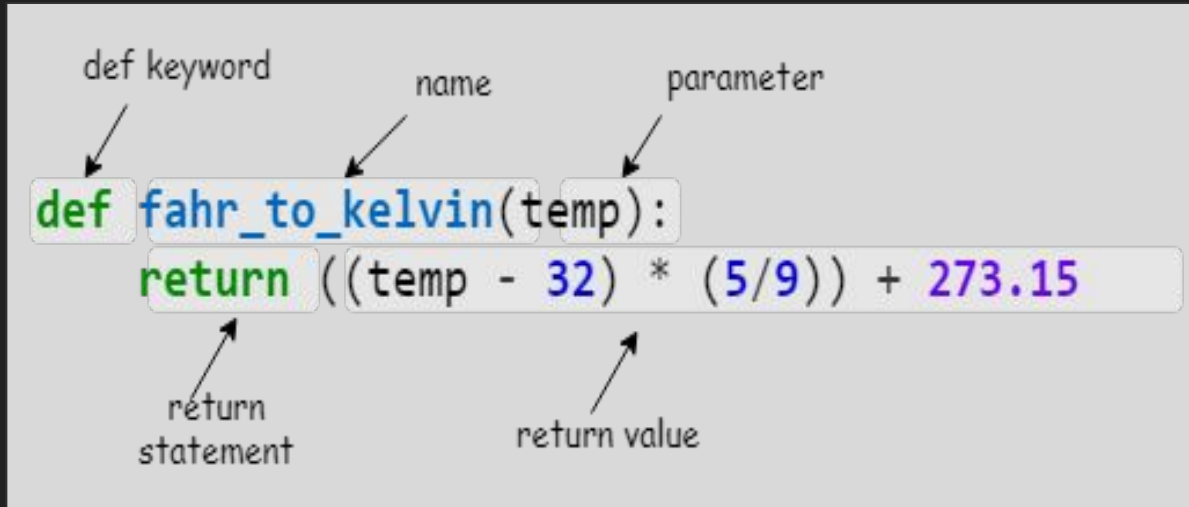 def keyword
name
parameter
def fahr_to_kelvin(temp):
return ((temp - 32) * (5/9)) + 273.15
return
statement
return value